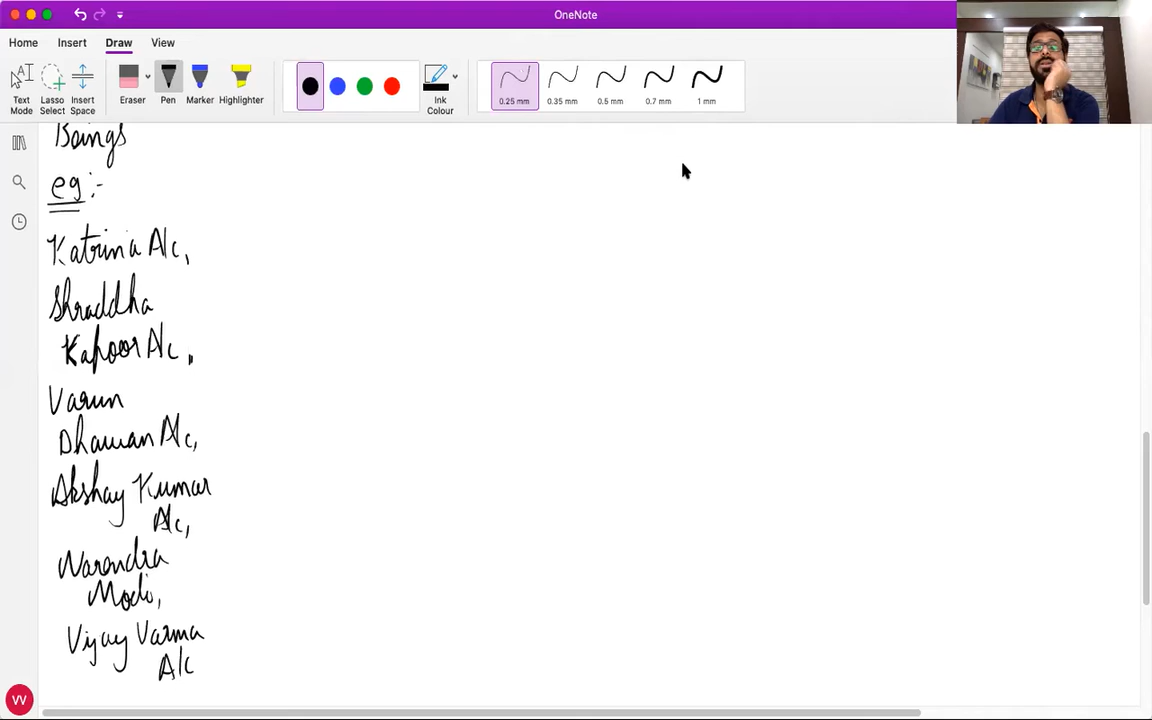 OneNote
Home Insert Draw View
Text Mode
Lasso Select
Insert Space
Eraser
Pen
Marker
Highlighter
Ink Colour
0.25 mm
0.35 mm
0.5 mm
0.7 mm
1 mm
Beings
eg:-
Katrina A/c,
Shraddha
Kapoor A/c,
Varun
Dhawan A/c,
Akshay Kumar
A/c,
Narendra
Modi,
Vijay Varma
A/c
VV